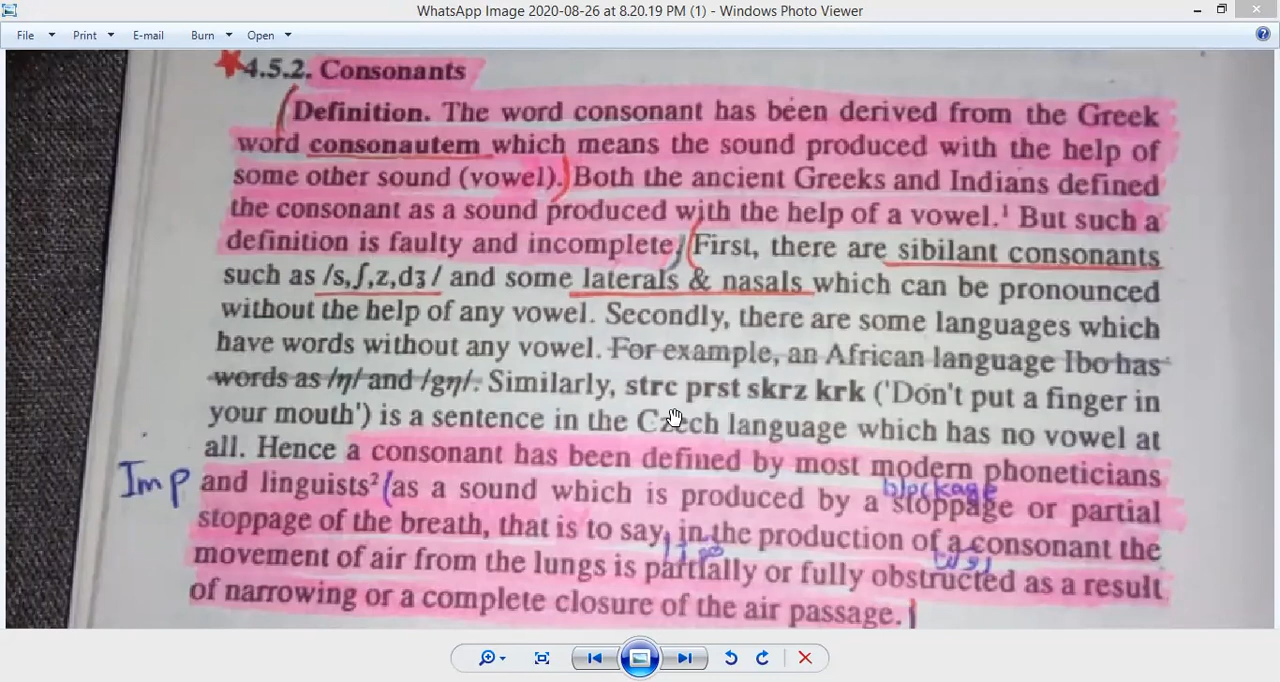 WhatsApp Image 2020-08-26 at 8.20.19 PM (1) - Windows Photo Viewer
File Print E-mail Burn Open
4.5.2. Consonants
Definition. The word consonant has been derived from the Greek
word consonautem which means the sound produced with the help of
some other sound (vowel). Both the ancient Greeks and Indians defined
the consonant as a sound produced with the help of a vowel.¹ But such a
definition is faulty and incomplete. First, there are sibilant consonants
such as /s,ʃ,z,dʒ/ and some laterals & nasals which can be pronounced
without the help of any vowel. Secondly, there are some languages which
have words without any vowel. For example, an African language Ibo has
words as /η/ and /gη/. Similarly, strc prst skrz krk ('Don't put a finger in
your mouth') is a sentence in the Czech language which has no vowel at
all. Hence a consonant has been defined by most modern phoneticians
Imp
and linguists² (as a sound which is produced by a stoppage or partial
blockage
stoppage of the breath, that is to say, in the production of a consonant the
movement of air from the lungs is partially or fully obstructed as a result
of narrowing or a complete closure of the air passage.